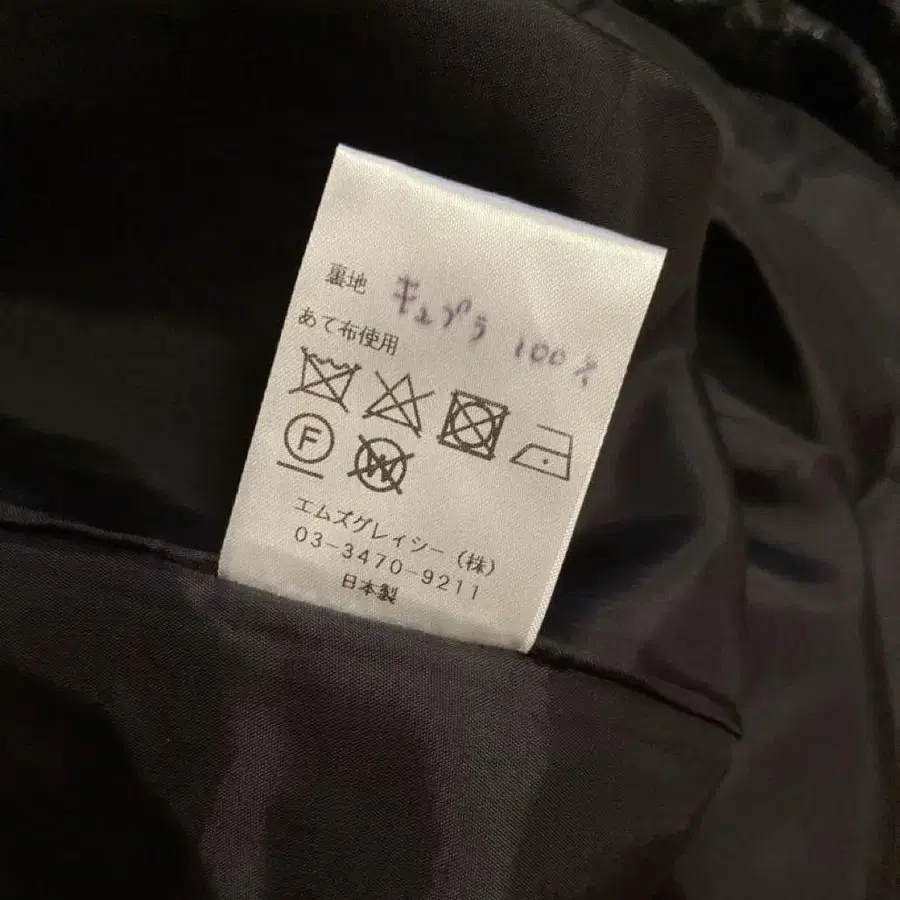 裏地 キュプラ 100%
あて布使用
F
W
エムズグレイシー(株)
03-3470-9211
日本製